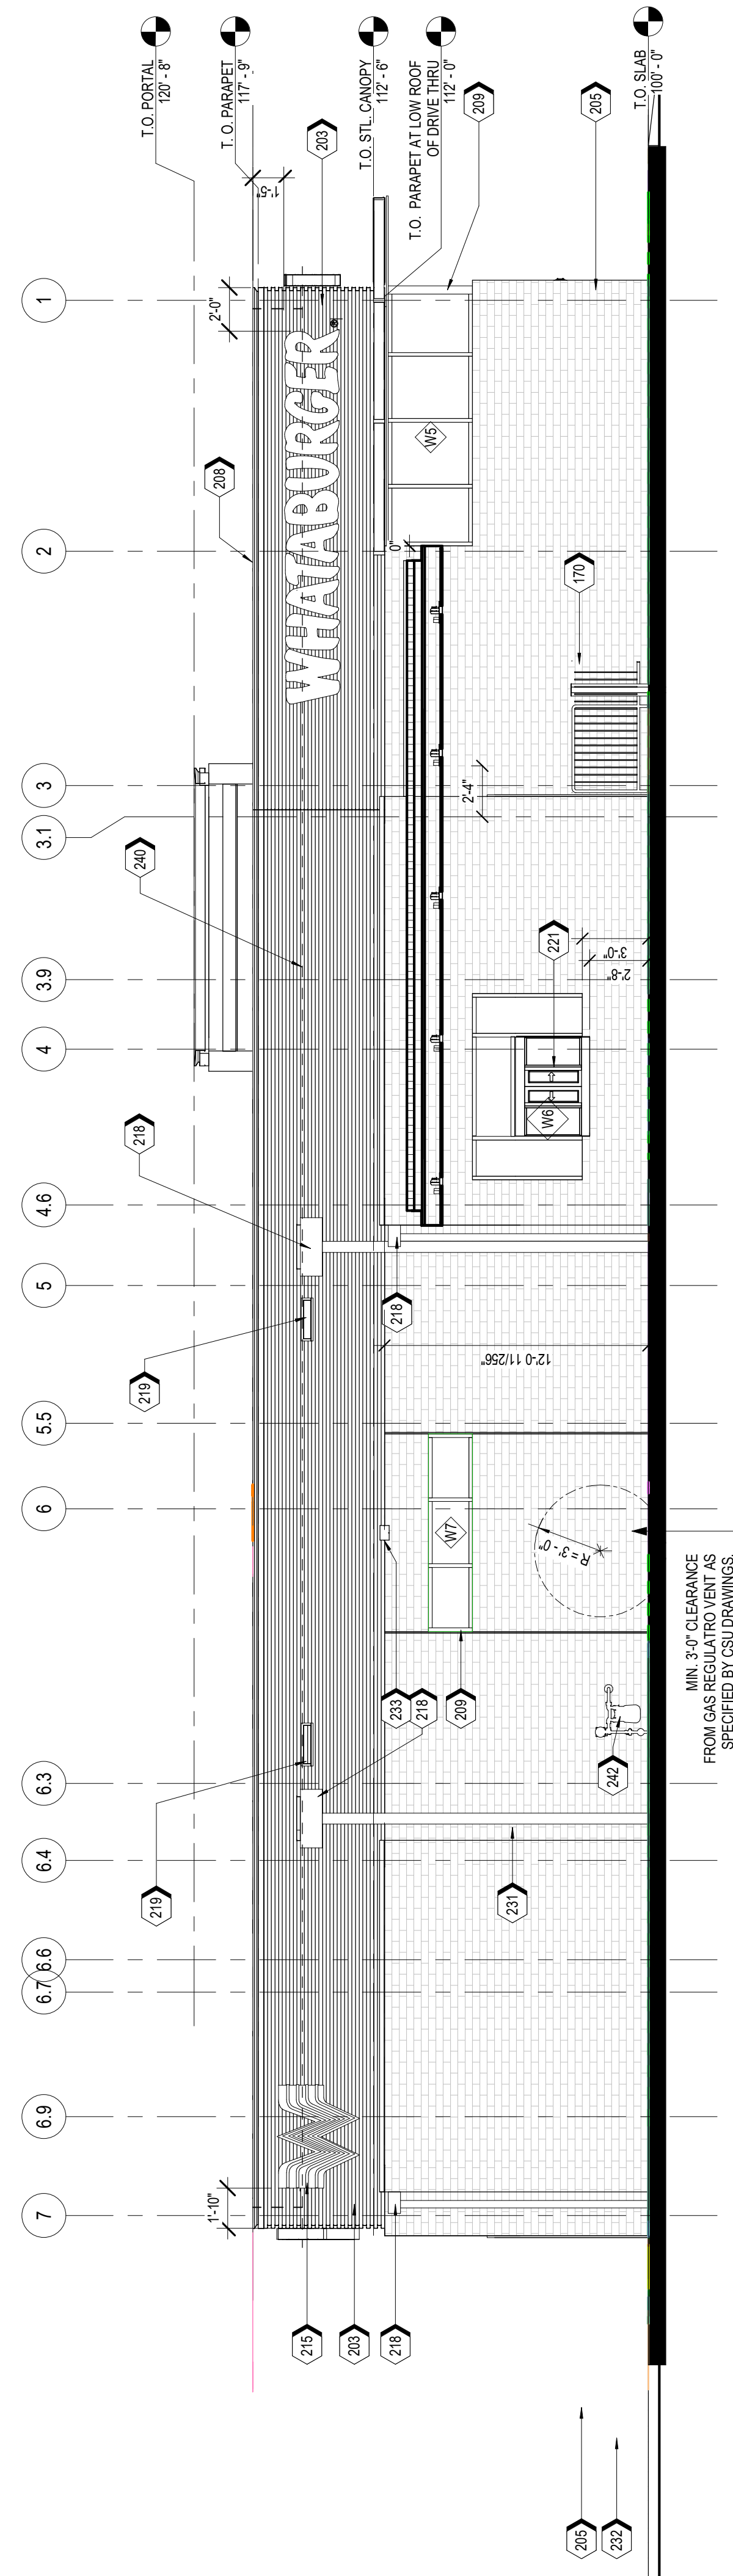 7
6.9
6.7
6.6
6.4
6.3
6
5.5
5
4.6
4
3.9
3.1
3
2
1
T.O. PORTAL
120' - 8"
T. O. PARAPET
117' - 9"
T.O. STL. CANOPY
112' - 6"
T.O. PARAPET AT LOW ROOF
OF DRIVE THRU
112' - 0"
T.O. SLAB
100' - 0"
219
219
218
240
208
203
209
205
1'-10"
2'-0"
1'-5"
WHATABURGER®
215
203
218
205
232
233
218
209
242
231
218
W7
R = 3' - 0"
12'-0 11/256"
W6
221
2'-8"
3'-0"
2'-4"
0"
W5
170
MIN. 3'-0" CLEARANCE
FROM GAS REGULATRO VENT AS
SPECIFIED BY CSU DRAWINGS.